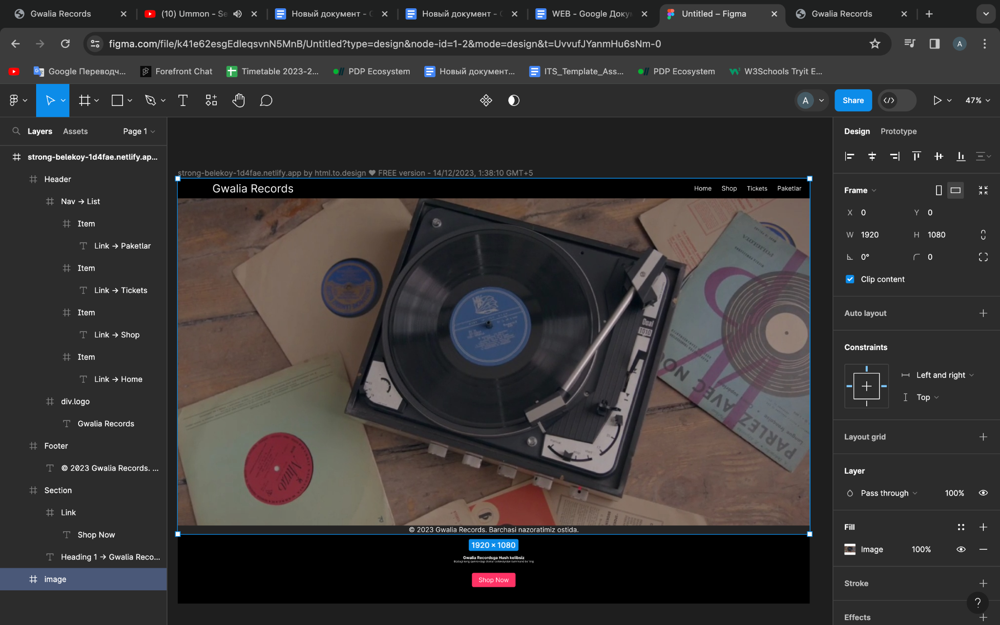 Gwalia Records
(10) Ummon - Se
Новый документ - G
Новый документ - G
WEB - Google Докум
Untitled – Figma
Gwalia Records
figma.com/file/k41e62esgEdleqsvnN5MnB/Untitled?type=design&node-id=1-2&mode=design&t=UvvufJYanmHu6sNm-0
A
Google Переводч...
Forefront Chat
Timetable 2023-2...
PDP Ecosystem
Новый документ...
ITS_Template_Ass...
PDP Ecosystem
W3Schools Tryit E...
A
Share
47%
Layers
Assets
Page 1
strong-belekoy-1d4fae.netlify.ap...
Header
Nav → List
Item
Link → Paketlar
Item
Link → Tickets
Item
Link → Shop
Item
Link → Home
div.logo
Gwalia Records
Footer
© 2023 Gwalia Records. ...
Section
Link
Shop Now
Heading 1 → Gwalia Reco...
image
strong-belekoy-1d4fae.netlify.app by html.to.design ❤ FREE version - 14/12/2023, 1:38:10 GMT+5
Gwalia Records
Home
Shop
Tickets
Paketlar
Dual
1010
PARLEZ AVEC NO
© 2023 Gwalia Records. Barchasi nazoratimiz ostida.
1920 × 1080
Gwalia Recordsga Hush kelibsiz
Shop Now
Design
Prototype
Frame
X 0
Y 0
W 1920
H 1080
0°
0
Clip content
Auto layout
Constraints
Left and right
Top
Layout grid
Layer
Pass through
100%
Fill
Image
100%
Stroke
?
Effects